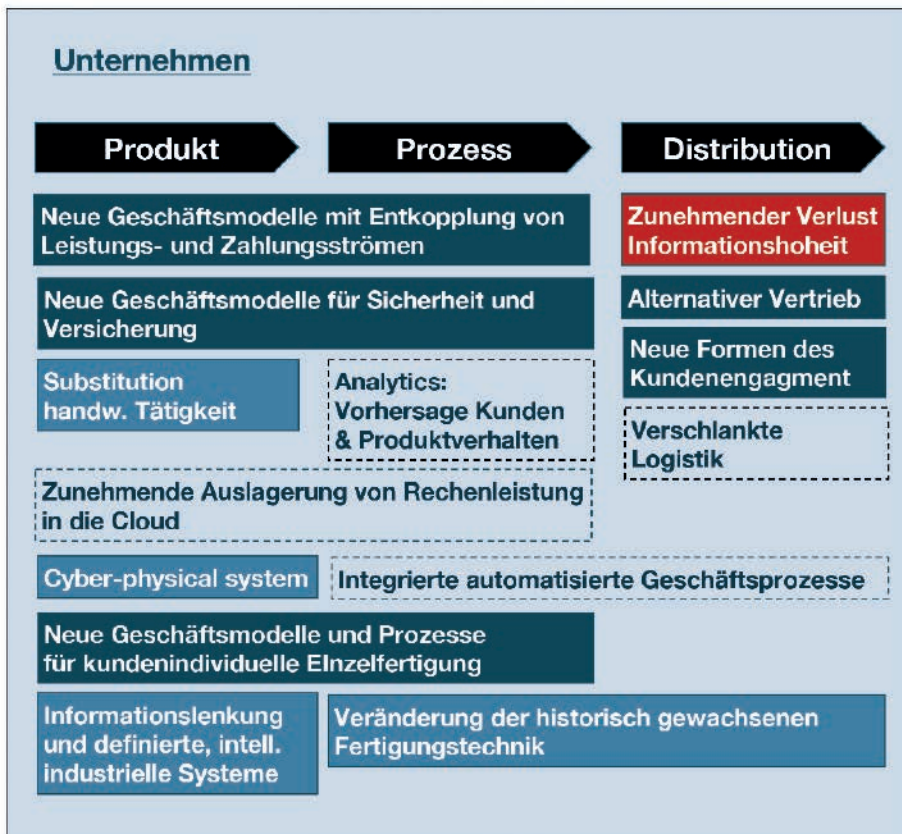 Unternehmen
Produkt
Prozess
Distribution
Neue Geschäftsmodelle mit Entkopplung von
Leistungs- und Zahlungsströmen
Zunehmender Verlust
Informationshoheit
Neue Geschäftsmodelle für Sicherheit und
Versicherung
Alternativer Vertrieb
Neue Formen des
Kundenengagment
Substitution
handw. Tätigkeit
Analytics:
Vorhersage Kunden
& Produktverhalten
Verschlankte
Logistik
Zunehmende Auslagerung von Rechenleistung
in die Cloud
Cyber-physical system
Integrierte automatisierte Geschäftsprozesse
Neue Geschäftsmodelle und Prozesse
für kundenindividuelle EInzelfertigung
Informationslenkung
und definierte, intell.
industrielle Systeme
Veränderung der historisch gewachsenen
Fertigungstechnik